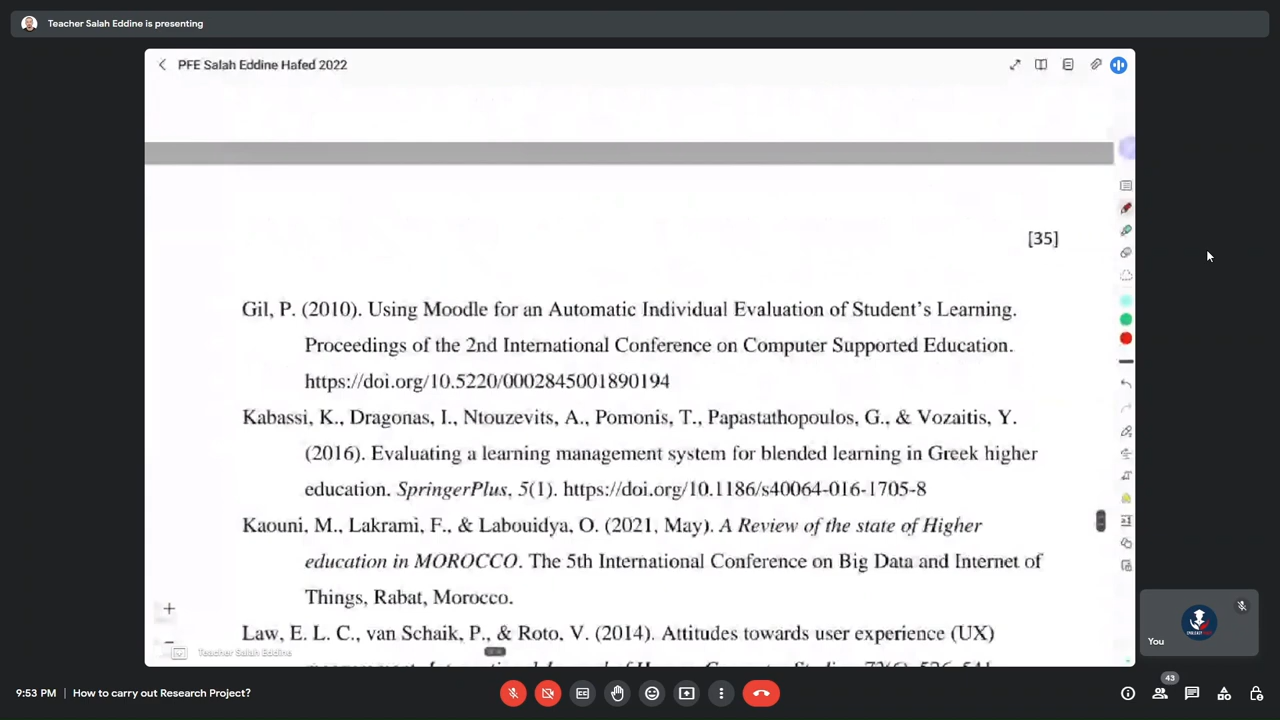 Teacher Salah Eddine is presenting
PFE Salah Eddine Hafed 2022
[35]
Gil, P. (2010). Using Moodle for an Automatic Individual Evaluation of Student’s Learning.
Proceedings of the 2nd International Conference on Computer Supported Education.
https://doi.org/10.5220/0002845001890194
Kabassi, K., Dragonas, I., Ntouzevits, A., Pomonis, T., Papastathopoulos, G., & Vozaitis, Y.
(2016). Evaluating a learning management system for blended learning in Greek higher
education. SpringerPlus, 5(1). https://doi.org/10.1186/s40064-016-1705-8
Kaouni, M., Lakrami, F., & Labouidya, O. (2021, May). A Review of the state of Higher
education in MOROCCO. The 5th International Conference on Big Data and Internet of
Things, Rabat, Morocco.
Law, E. L. C., van Schaik, P., & Roto, V. (2014). Attitudes towards user experience (UX)
Teacher Salah Eddine
You
9:53 PM | How to carry out Research Project?
43